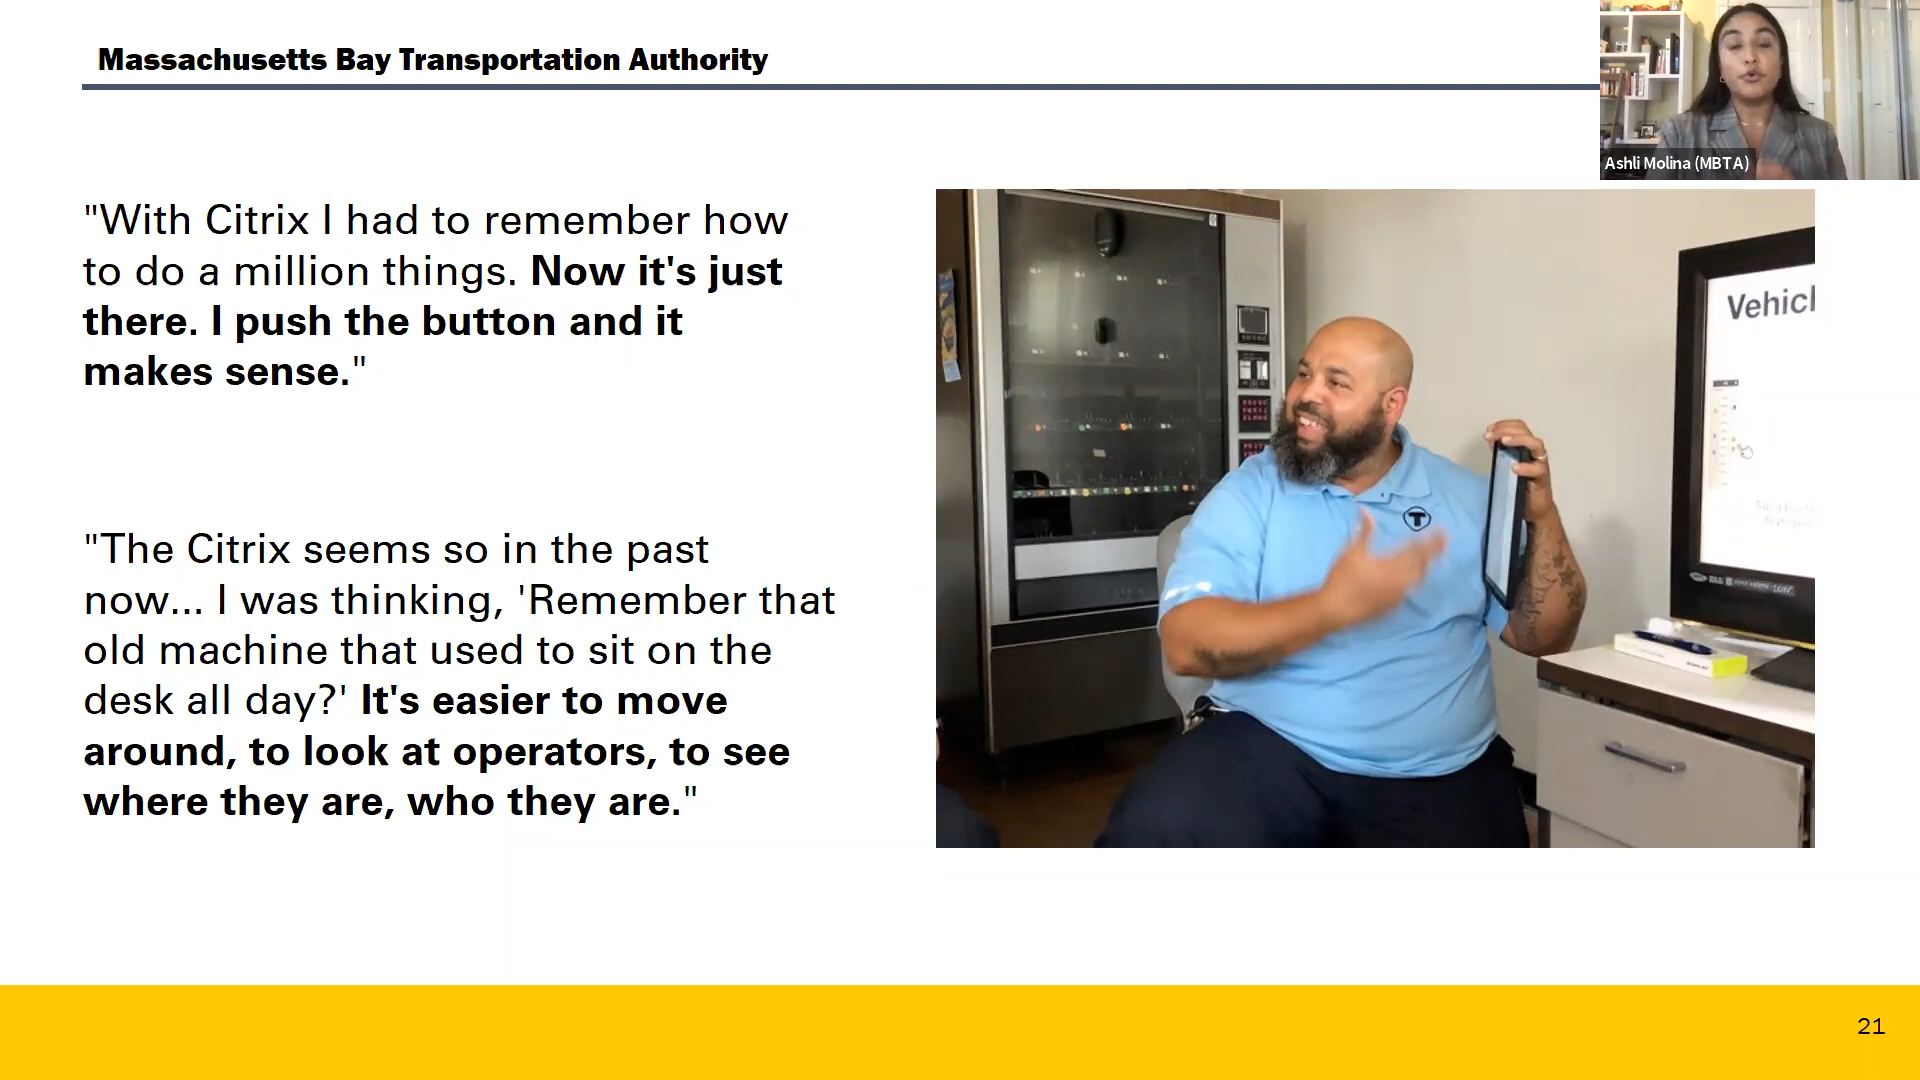 Massachusetts Bay Transportation Authority
Ashli Molina (MBTA)
"With Citrix I had to remember how
to do a million things. Now it's just
there. I push the button and it
makes sense."
"The Citrix seems so in the past
now... I was thinking, 'Remember that
old machine that used to sit on the
desk all day?' It's easier to move
around, to look at operators, to see
where they are, who they are."
Vehicl
T
21